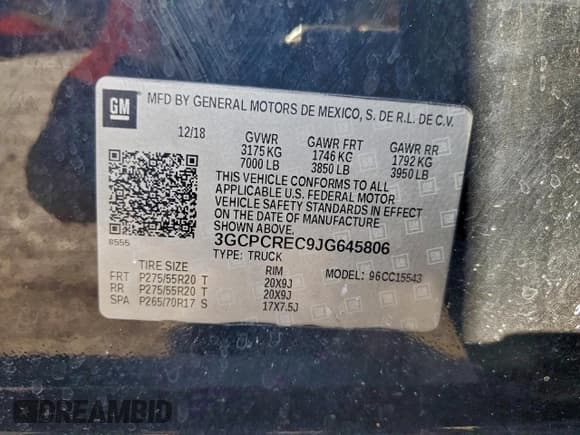 GM MFD BY GENERAL MOTORS DE MEXICO, S. DE R.L. DE C.V.
12/18 GVWR GAWR FRT GAWR RR
3175 KG 1746 KG 1792 KG
7000 LB 3850 LB 3950 LB
THIS VEHICLE CONFORMS TO ALL
APPLICABLE U.S. FEDERAL MOTOR
VEHICLE SAFETY STANDARDS IN EFFECT
ON THE DATE OF MANUFACTURE
SHOWN ABOVE.
6555 3GCPCREC9JG645806
TYPE: TRUCK
TIRE SIZE RIM MODEL: 96CC15543
FRT P275/55R20 T 20X9J
RR P275/55R20 T 20X9J
SPA P265/70R17 S 17X7.5J
DREAMBID